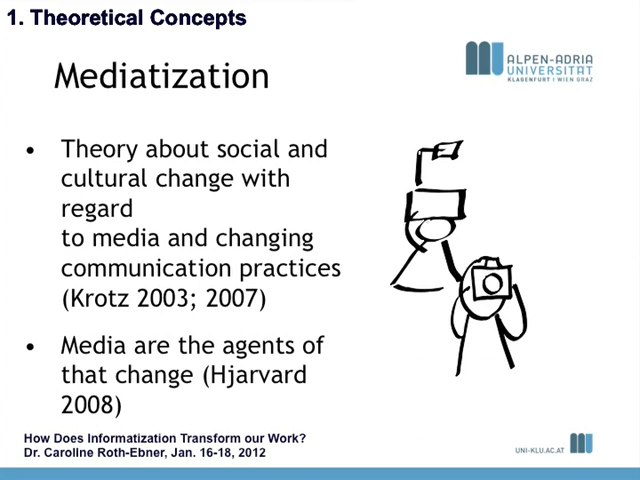 1. Theoretical Concepts
ALPEN-ADRIA
UNIVERSITÄT
KLAGENFURT I WIEN GRAZ
Mediatization
• Theory about social and
cultural change with
regard
to media and changing
communication practices
(Krotz 2003; 2007)
• Media are the agents of
that change (Hjarvard
2008)
How Does Informatization Transform our Work?
Dr. Caroline Roth-Ebner, Jan. 16-18, 2012
UNI-KLU.AC.AT